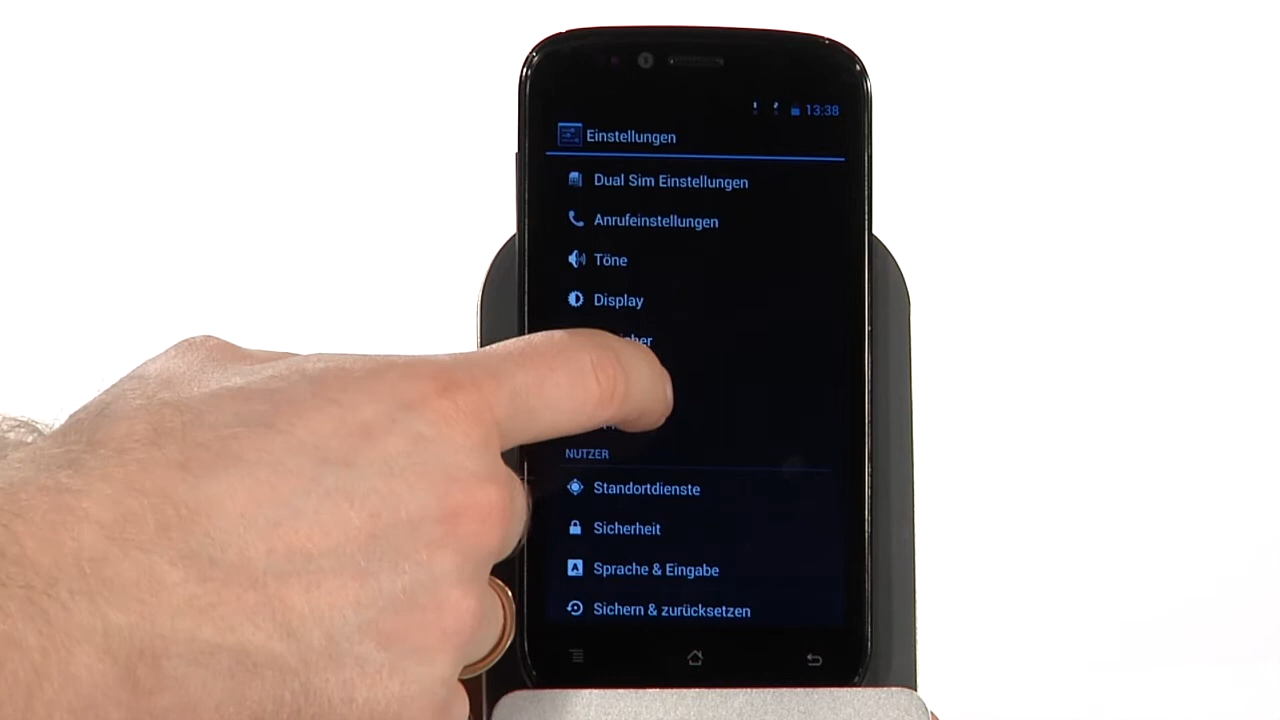 13:38
Einstellungen
Dual Sim Einstellungen
Anrufeinstellungen
Töne
Display
NUTZER
Standortdienste
Sicherheit
Sprache & Eingabe
Sichern & zurücksetzen